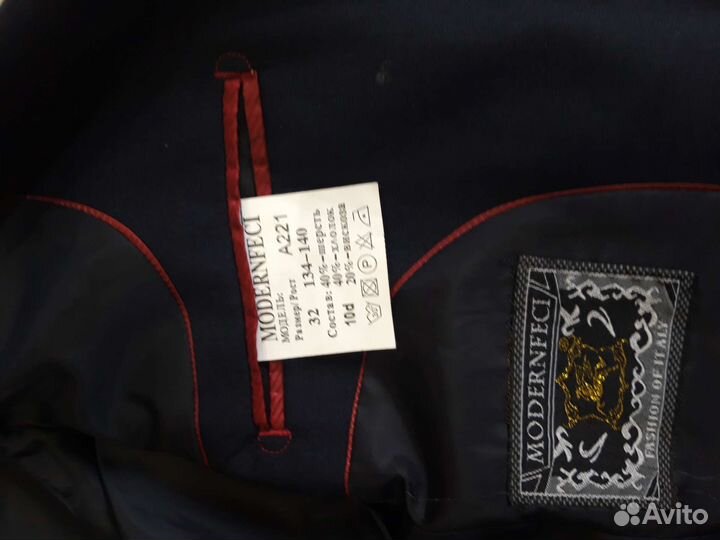 MODERNFECI
МОДЕЛЬ:
A221
Размер/Рост
32 134-140
Состав: 40%-шерсть
40%-хлопок
10d 20%-вискоза
MODERNFECI
FASHION OF ITALY
Avito